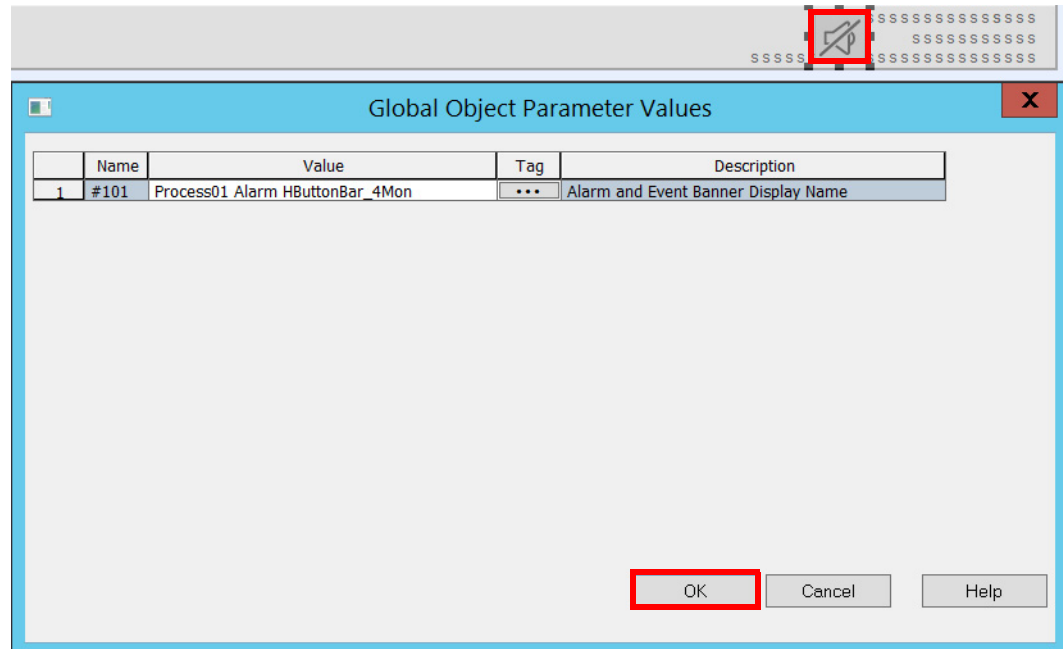 sssssssssssssss
sssssssssss
sssss sssssssssssssss
Global Object Parameter Values X
Name Value Tag Description
1 #101 Process01 Alarm HButtonBar_4Mon ••• Alarm and Event Banner Display Name
OK Cancel Help